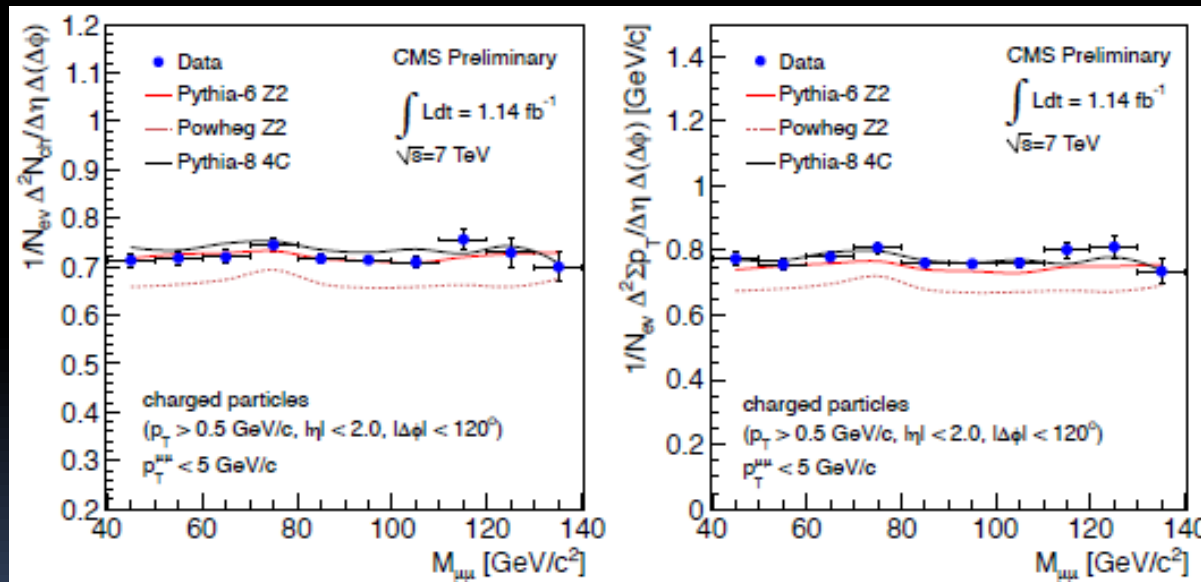 1/N_ev Δ²N_ch/Δη Δ(Δϕ)
1.2
1.1
1
0.9
0.8
0.7
0.6
0.5
0.4
0.3
0.2
Data
Pythia-6 Z2
Powheg Z2
Pythia-8 4C
CMS Preliminary
∫ Ldt = 1.14 fb⁻¹
√s=7 TeV
charged particles
(p_T > 0.5 GeV/c, |η| < 2.0, |Δϕ| < 120°)
p_T^μμ < 5 GeV/c
40 60 80 100 120 140
M_μμ [GeV/c²]
1/N_ev Δ²Σp_T/Δη Δ(Δϕ) [GeV/c]
1.4
1.2
1
0.8
0.6
0.4
0.2
0
Data
Pythia-6 Z2
Powheg Z2
Pythia-8 4C
CMS Preliminary
∫ Ldt = 1.14 fb⁻¹
√s=7 TeV
charged particles
(p_T > 0.5 GeV/c, |η| < 2.0, |Δϕ| < 120°)
p_T^μμ < 5 GeV/c
40 60 80 100 120 140
M_μμ [GeV/c²]